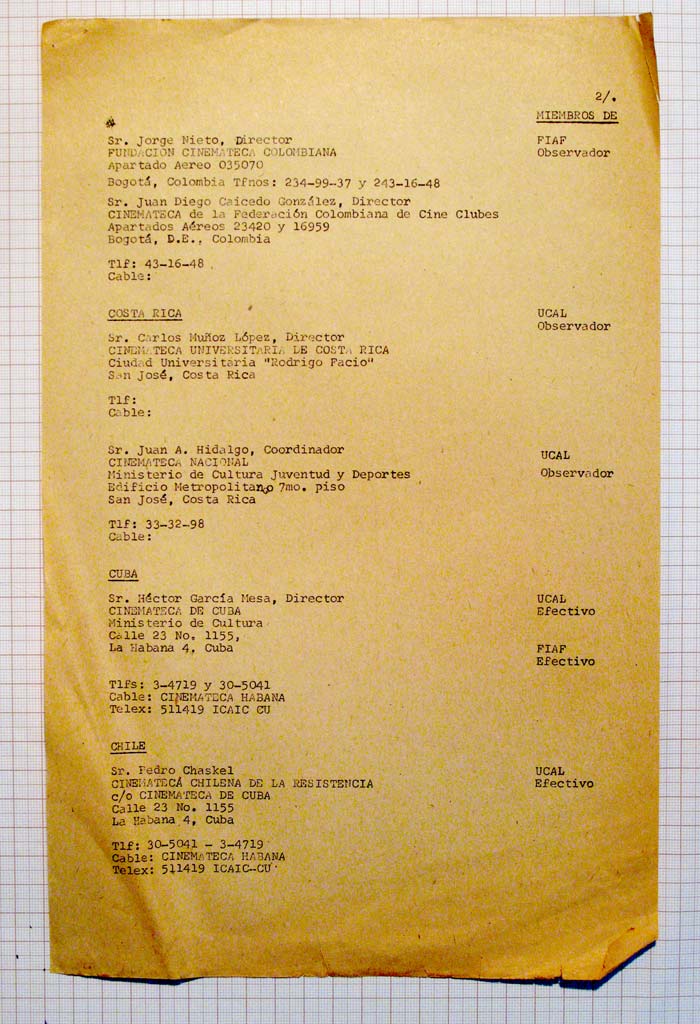 2/.
MIEMBROS DE
Sr. Jorge Nieto, Director FIAF
FUNDACION CINEMATECA COLOMBIANA Observador
Apartado Aereo 035070
Bogotá, Colombia Tfnos: 234-99-37 y 243-16-48
Sr. Juan Diego Caicedo González, Director
CINEMATECA de la Federación Colombiana de Cine Clubes
Apartados Aéreos 23420 y 16959
Bogotá, D.E., Colombia
Tlf: 43-16-48
Cable:
COSTA RICA UCAL
Observador
Sr. Carlos Muñoz López, Director
CINEMATECA UNIVERSITARIA DE COSTA RICA
Ciudad Universitaria "Rodrigo Facio"
San José, Costa Rica
Tlf:
Cable:
Sr. Juan A. Hidalgo, Coordinador UCAL
CINEMATECA NACIONAL
Ministerio de Cultura Juventud y Deportes Observador
Edificio Metropolitano 7mo. piso
San José, Costa Rica
Tlf: 33-32-98
Cable:
CUBA
Sr. Héctor García Mesa, Director UCAL
CINEMATECA DE CUBA Efectivo
Ministerio de Cultura
Calle 23 No. 1155,
La Habana 4, Cuba FIAF
Efectivo
Tlfs: 3-4719 y 30-5041
Cable: CINEMATECA HABANA
Telex: 511419 ICAIC CU
CHILE
Sr. Pedro Chaskel UCAL
CINEMATECÁ CHILENA DE LA RESISTENCIA Efectivo
c/o CINEMATECA DE CUBA
Calle 23 No. 1155
La Habana 4, Cuba
Tlf: 30-5041 - 3-4719
Cable: CINEMATECA HABANA
Telex: 511419 ICAIC-CU